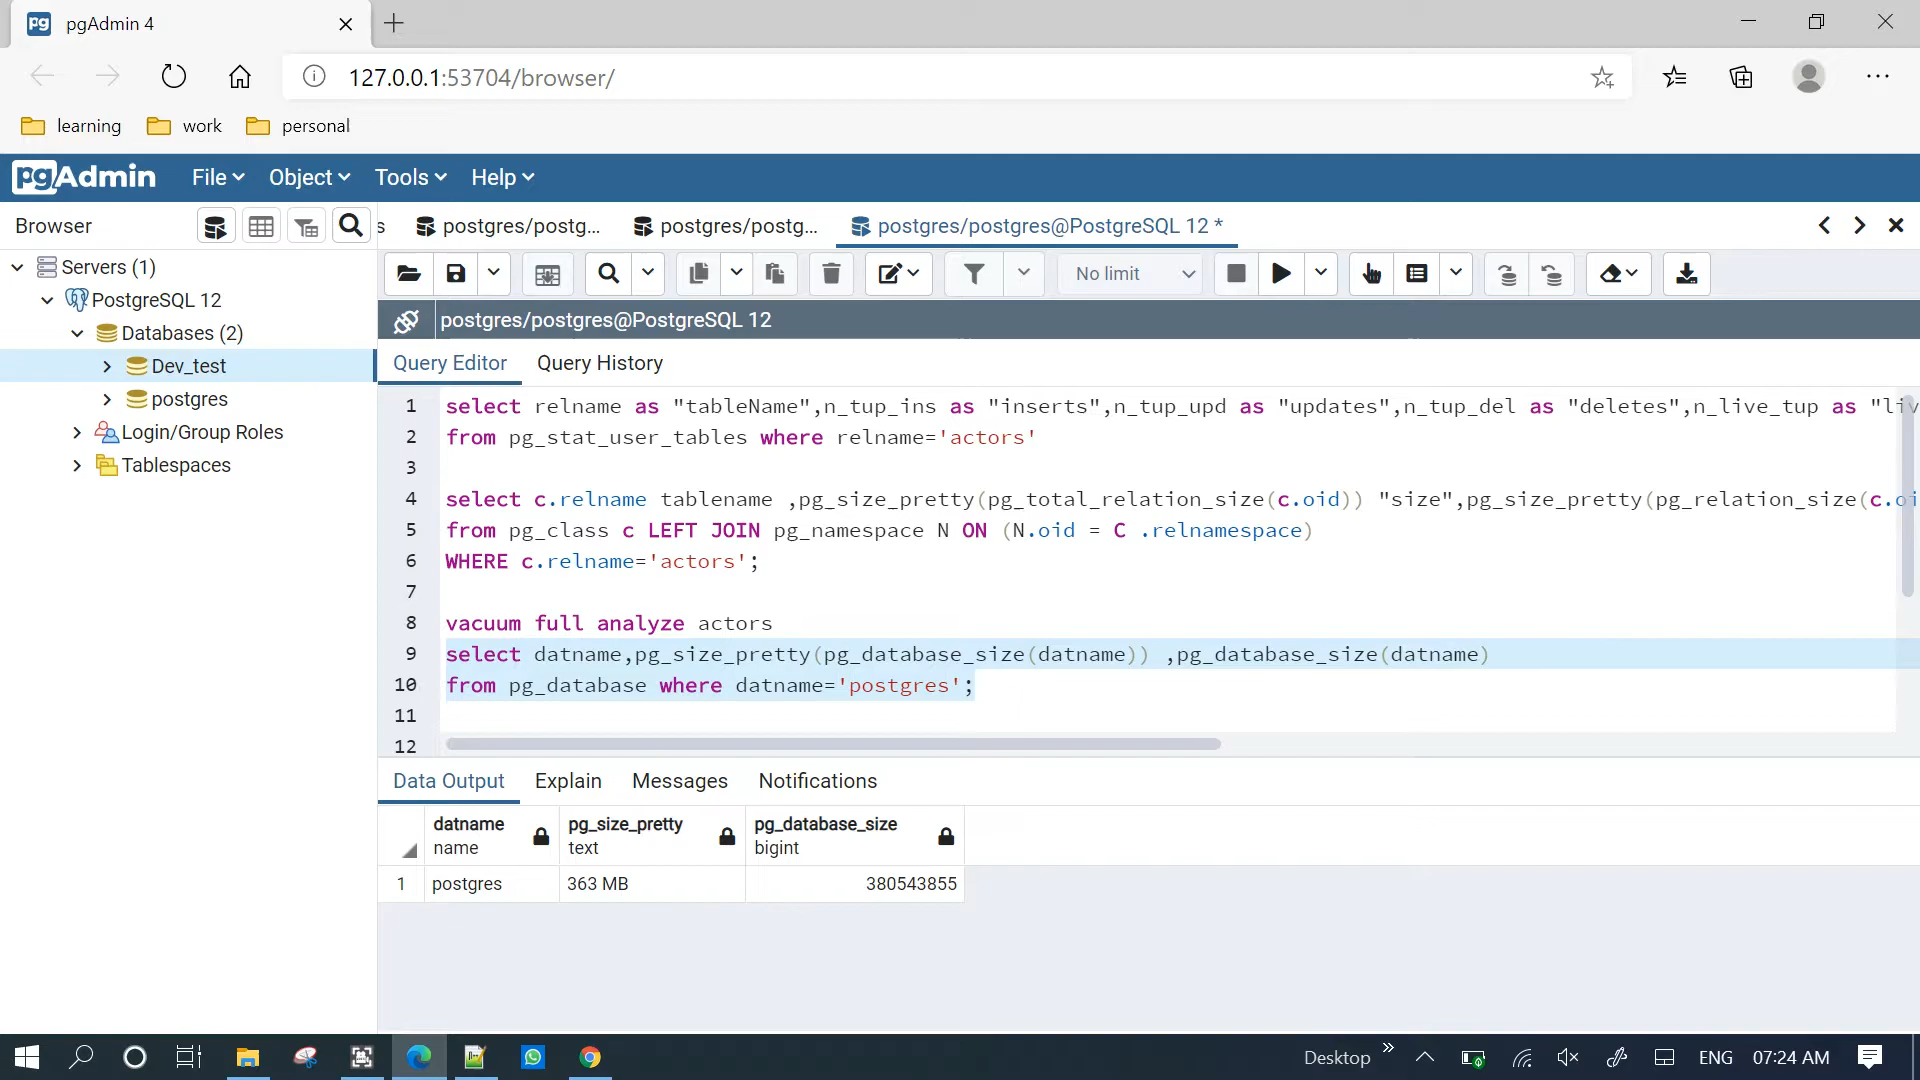 pgAdmin 4
127.0.0.1:53704/browser/
learning work personal
pgAdmin File Object Tools Help
Browser
s postgres/postg... postgres/postg... postgres/postgres@PostgreSQL 12 *
No limit
Servers (1)
PostgreSQL 12
Databases (2)
Dev_test
postgres
Login/Group Roles
Tablespaces
postgres/postgres@PostgreSQL 12
Query Editor Query History
1 select relname as "tableName",n_tup_ins as "inserts",n_tup_upd as "updates",n_tup_del as "deletes",n_live_tup as "liv
2 from pg_stat_user_tables where relname='actors'
3
4 select c.relname tablename ,pg_size_pretty(pg_total_relation_size(c.oid)) "size",pg_size_pretty(pg_relation_size(c.oi
5 from pg_class c LEFT JOIN pg_namespace N ON (N.oid = C .relnamespace)
6 WHERE c.relname='actors';
7
8 vacuum full analyze actors
9 select datname,pg_size_pretty(pg_database_size(datname)) ,pg_database_size(datname)
10 from pg_database where datname='postgres';
11
12
Data Output Explain Messages Notifications
datname pg_size_pretty pg_database_size
name text bigint
1 postgres 363 MB 380543855
Desktop ENG 07:24 AM